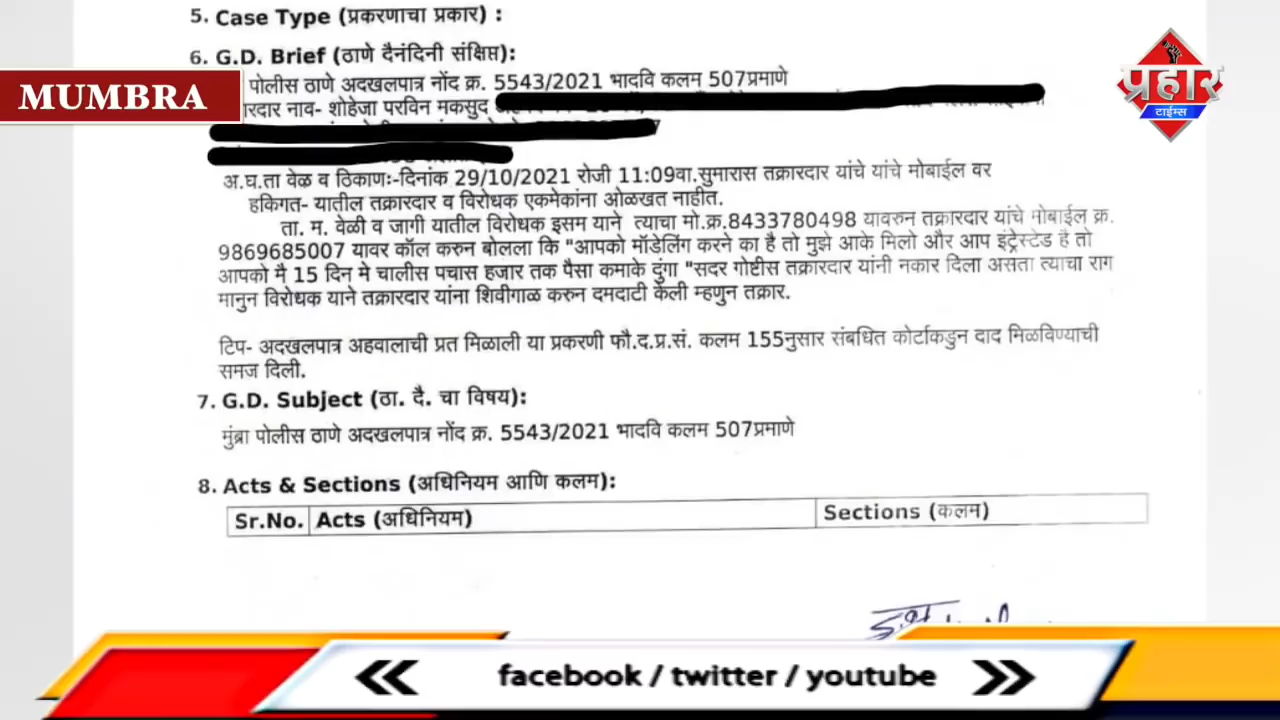 5. Case Type (प्रकरणाचा प्रकार) :
6. G.D. Brief (ठाणे दैनंदिनी संक्षिप्त):
MUMBRA
प्रहार
टाईम्स
पोलीस ठाणे अदखलपात्र नोंद क्र. 5543/2021 भादवि कलम 507प्रमाणे
रदार नाव- शोहेजा परविन मकसुद
अ.घ.ता वेळ व ठिकाणः-दिनांक 29/10/2021 रोजी 11:09वा.सुमारास तक्रारदार यांचे यांचे मोबाईल वर
हकिगत- यातील तक्रारदार व विरोधक एकमेकांना ओळखत नाहीत.
ता. म. वेळी व जागी यातील विरोधक इसम याने त्याचा मो.क्र.8433780498 यावरुन तक्रारदार यांचे मोबाईल क्र.
9869685007 यावर कॉल करुन बोलला कि "आपको मॉडेलिंग करने का है तो मुझे आके मिलो और आप इंट्रेस्टेड है तो
आपको मै 15 दिन मे चालीस पचास हजार तक पैसा कमाके दुंगा "सदर गोष्टीस तक्रारदार यांनी नकार दिला असता त्याचा राग
मानुन विरोधक याने तक्रारदार यांना शिवीगाळ करुन दमदाटी केली म्हणुन तक्रार.
टिप- अदखलपात्र अहवालाची प्रत मिळाली या प्रकरणी फौ.द.प्र.सं. कलम 155नुसार संबधित कोर्टाकडुन दाद मिळविण्याची
समज दिली.
7. G.D. Subject (ठा. दै. चा विषय):
मुंब्रा पोलीस ठाणे अदखलपात्र नोंद क्र. 5543/2021 भादवि कलम 507प्रमाणे
8. Acts & Sections (अधिनियम आणि कलम):
Sr.No. Acts (अधिनियम) Sections (कलम)
facebook / twitter / youtube